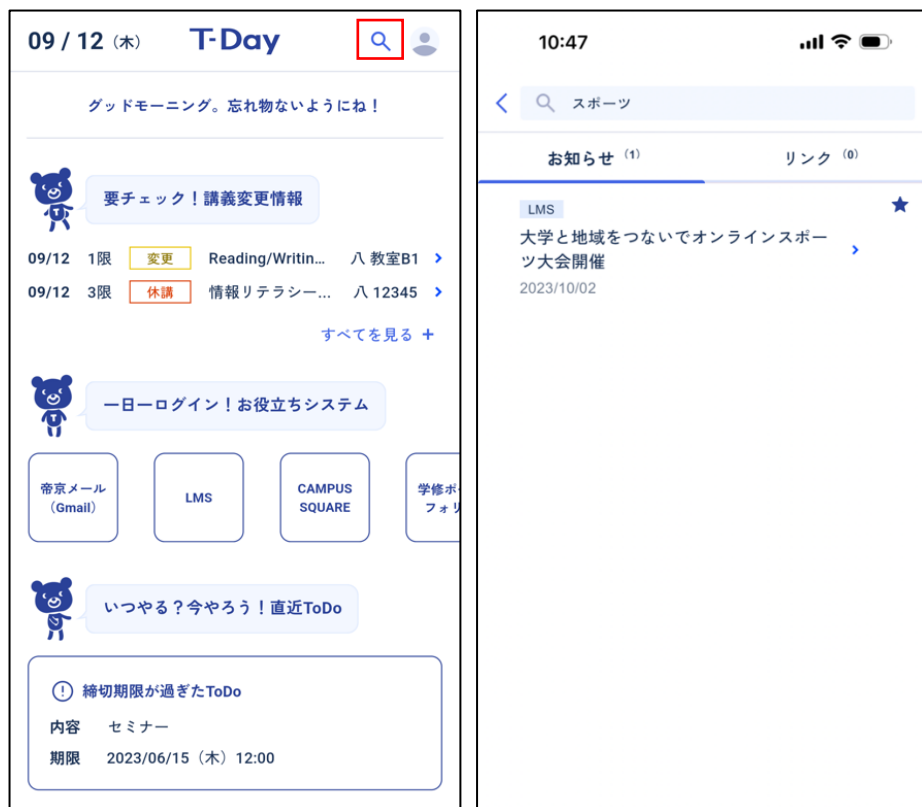 09 / 12 (木) T-Day
グッドモーニング。忘れ物ないようにね！
要チェック！講義変更情報
09/12 1限 変更 Reading/Writin... 八 教室B1
09/12 3限 休講 情報リテラシー... 八 12345
すべてを見る +
一日一ログイン！お役立ちシステム
帝京メール
（Gmail）
LMS
CAMPUS
SQUARE
学修ポ
フォリ
いつやる？今やろう！直近ToDo
締切期限が過ぎたToDo
内容 セミナー
期限 2023/06/15（木）12:00
10:47
スポーツ
お知らせ (1) リンク (0)
LMS
大学と地域をつないでオンラインスポー
ツ大会開催
2023/10/02